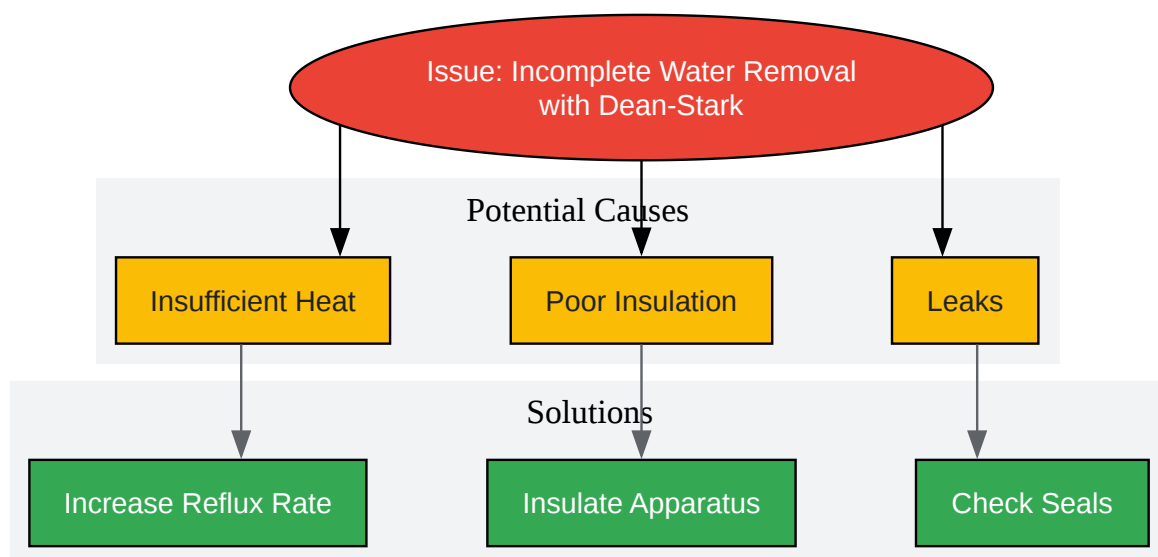 Issue: Incomplete Water Removal
with Dean-Stark
Potential Causes
Insufficient Heat
Poor Insulation
Leaks
Solutions
Increase Reflux Rate
Insulate Apparatus
Check Seals